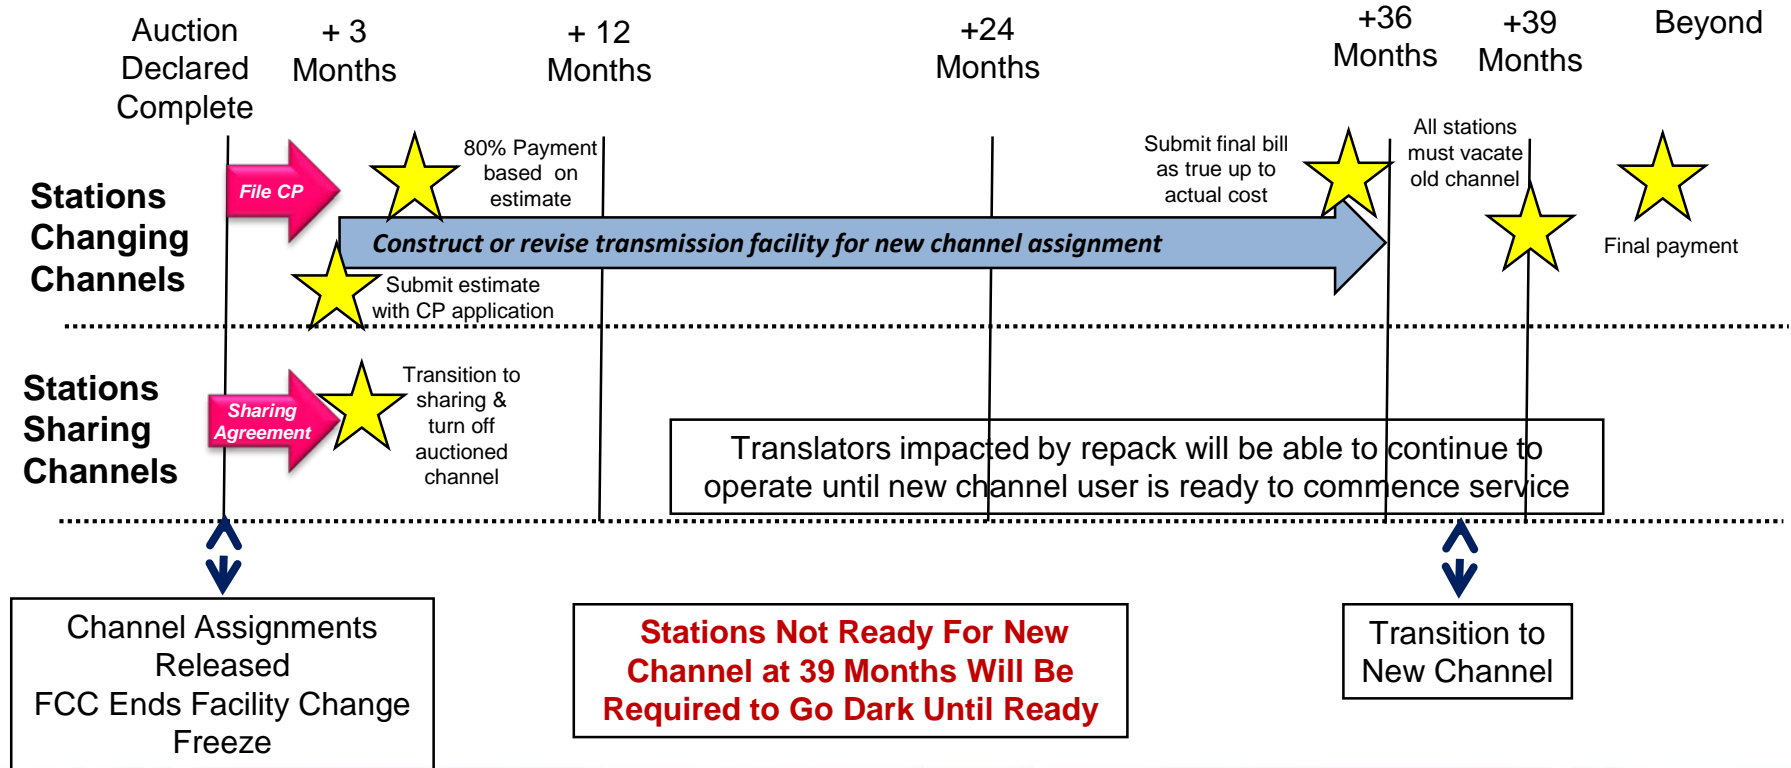 Auction
Declared
Complete
+ 3
Months
+ 12
Months
+24
Months
+36
Months
+39
Months
Beyond
Stations
Changing
Channels
File CP
80% Payment
based on
estimate
Submit final bill
as true up to
actual cost
All stations
must vacate
old channel
Final payment
Construct or revise transmission facility for new channel assignment
Submit estimate
with CP application
Stations
Sharing
Channels
Sharing
Agreement
Transition to
sharing &
turn off
auctioned
channel
Translators impacted by repack will be able to continue to
operate until new channel user is ready to commence service
Channel Assignments
Released
FCC Ends Facility Change
Freeze
Stations Not Ready For New
Channel at 39 Months Will Be
Required to Go Dark Until Ready
Transition to
New Channel